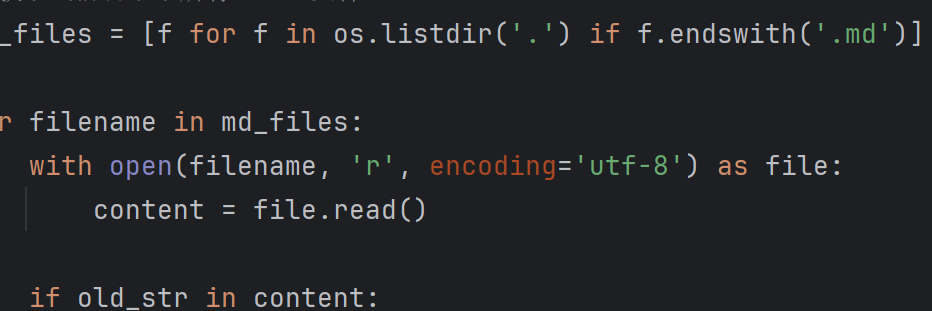 _files = [f for f in os.listdir('.') if f.endswith('.md')]
r filename in md_files:
with open(filename, 'r', encoding='utf-8') as file:
content = file.read()
if old_str in content: